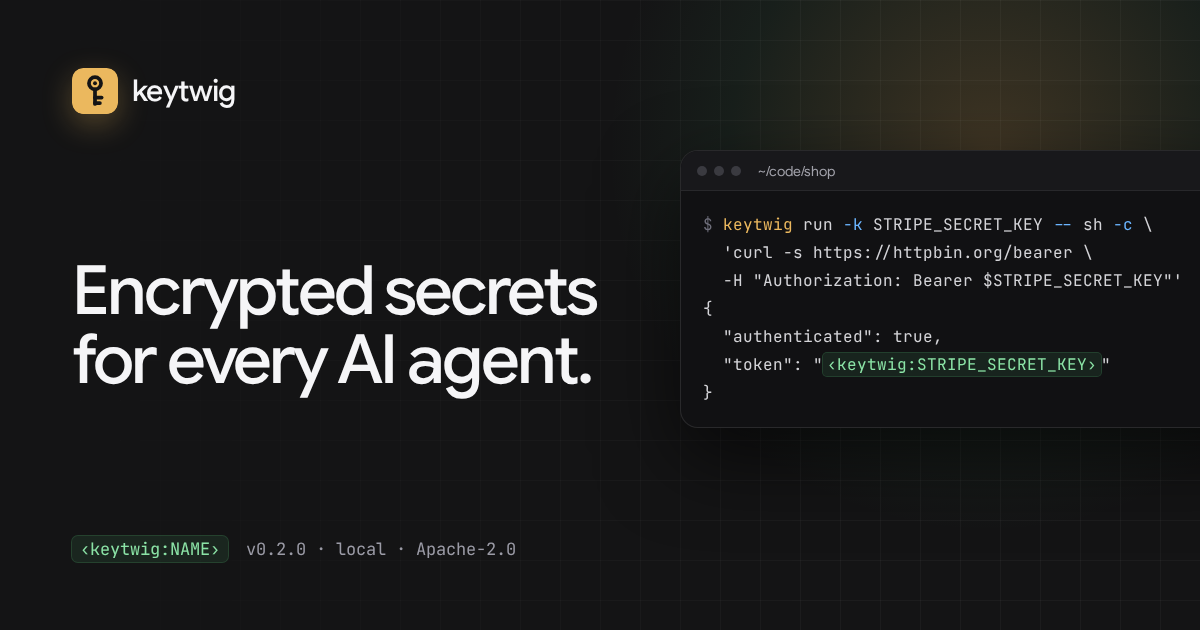 keytwig
Encrypted secrets
for every AI agent.
~/code/shop
$ keytwig run -k STRIPE_SECRET_KEY -- sh -c \
'curl -s https://httpbin.org/bearer \
-H "Authorization: Bearer $STRIPE_SECRET_KEY"'
{
"authenticated": true,
"token": "‹keytwig:STRIPE_SECRET_KEY›"
}
‹keytwig:NAME› v0.2.0 · local · Apache-2.0